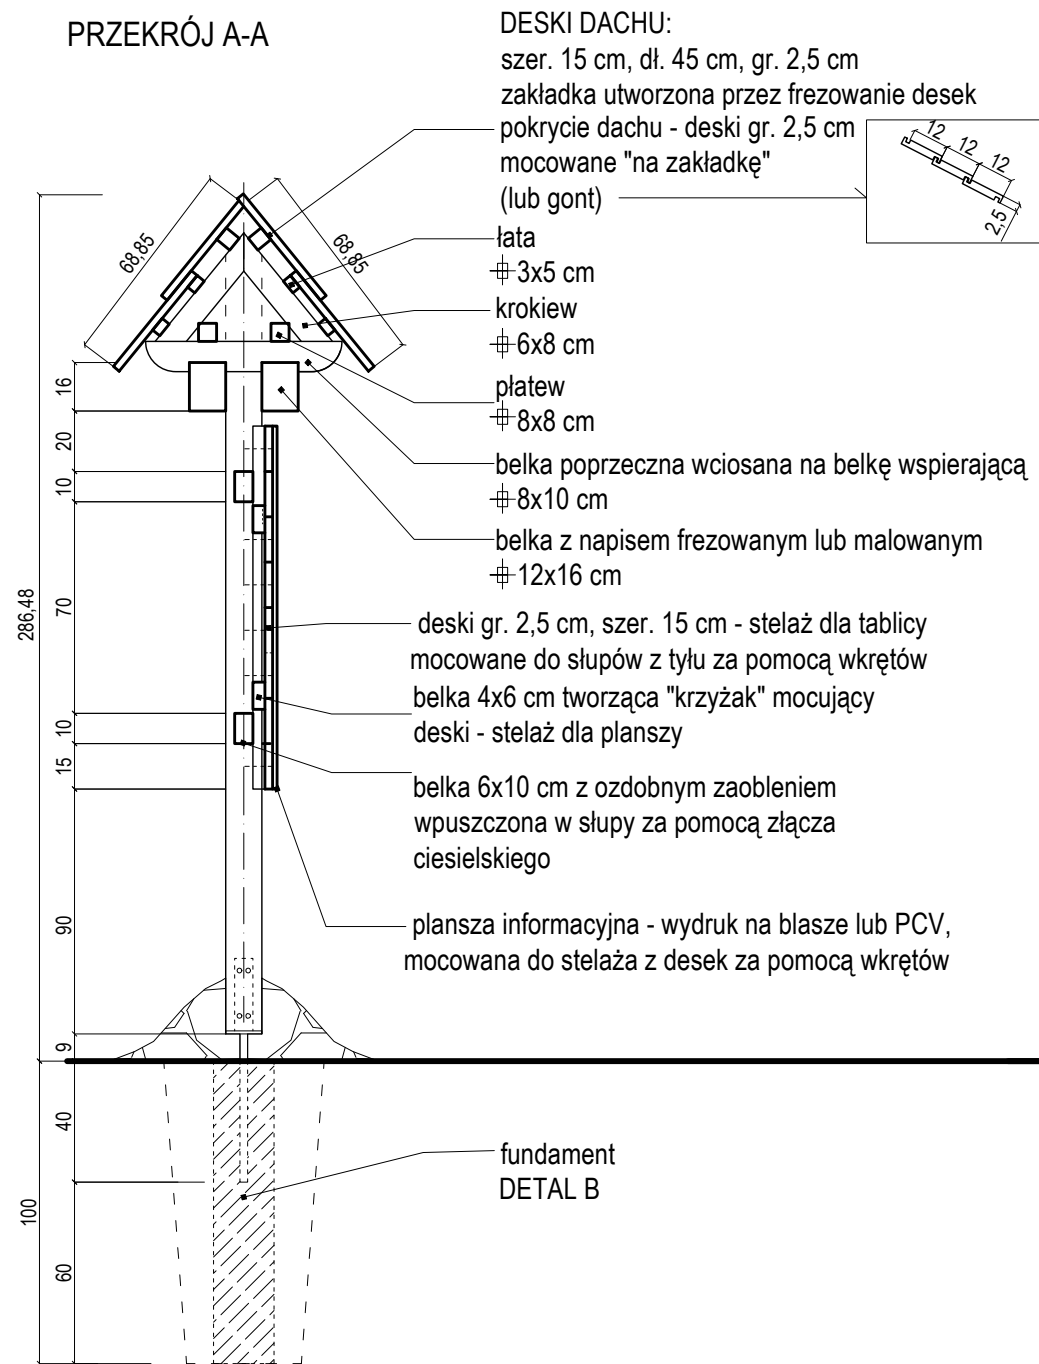 PRZEKRÓJ A-A
DESKI DACHU:
szer. 15 cm, dł. 45 cm, gr. 2,5 cm
zakładka utworzona przez frezowanie desek
pokrycie dachu - deski gr. 2,5 cm
mocowane "na zakładkę"
(lub gont)
12
12
12
2,5
68,85
68,85
łata
3x5 cm
krokiew
6x8 cm
płatew
8x8 cm
belka poprzeczna wciosana na belkę wspierającą
8x10 cm
belka z napisem frezowanym lub malowanym
12x16 cm
deski gr. 2,5 cm, szer. 15 cm - stelaż dla tablicy
mocowane do słupów z tyłu za pomocą wkrętów
belka 4x6 cm tworząca "krzyżak" mocujący
deski - stelaż dla planszy
belka 6x10 cm z ozdobnym zaobleniem
wpuszczona w słupy za pomocą złącza
ciesielskiego
plansza informacyjna - wydruk na blasze lub PCV,
mocowana do stelaża z desek za pomocą wkrętów
fundament
DETAL B
286,48
100
16
20
10
70
10
15
90
9
40
60